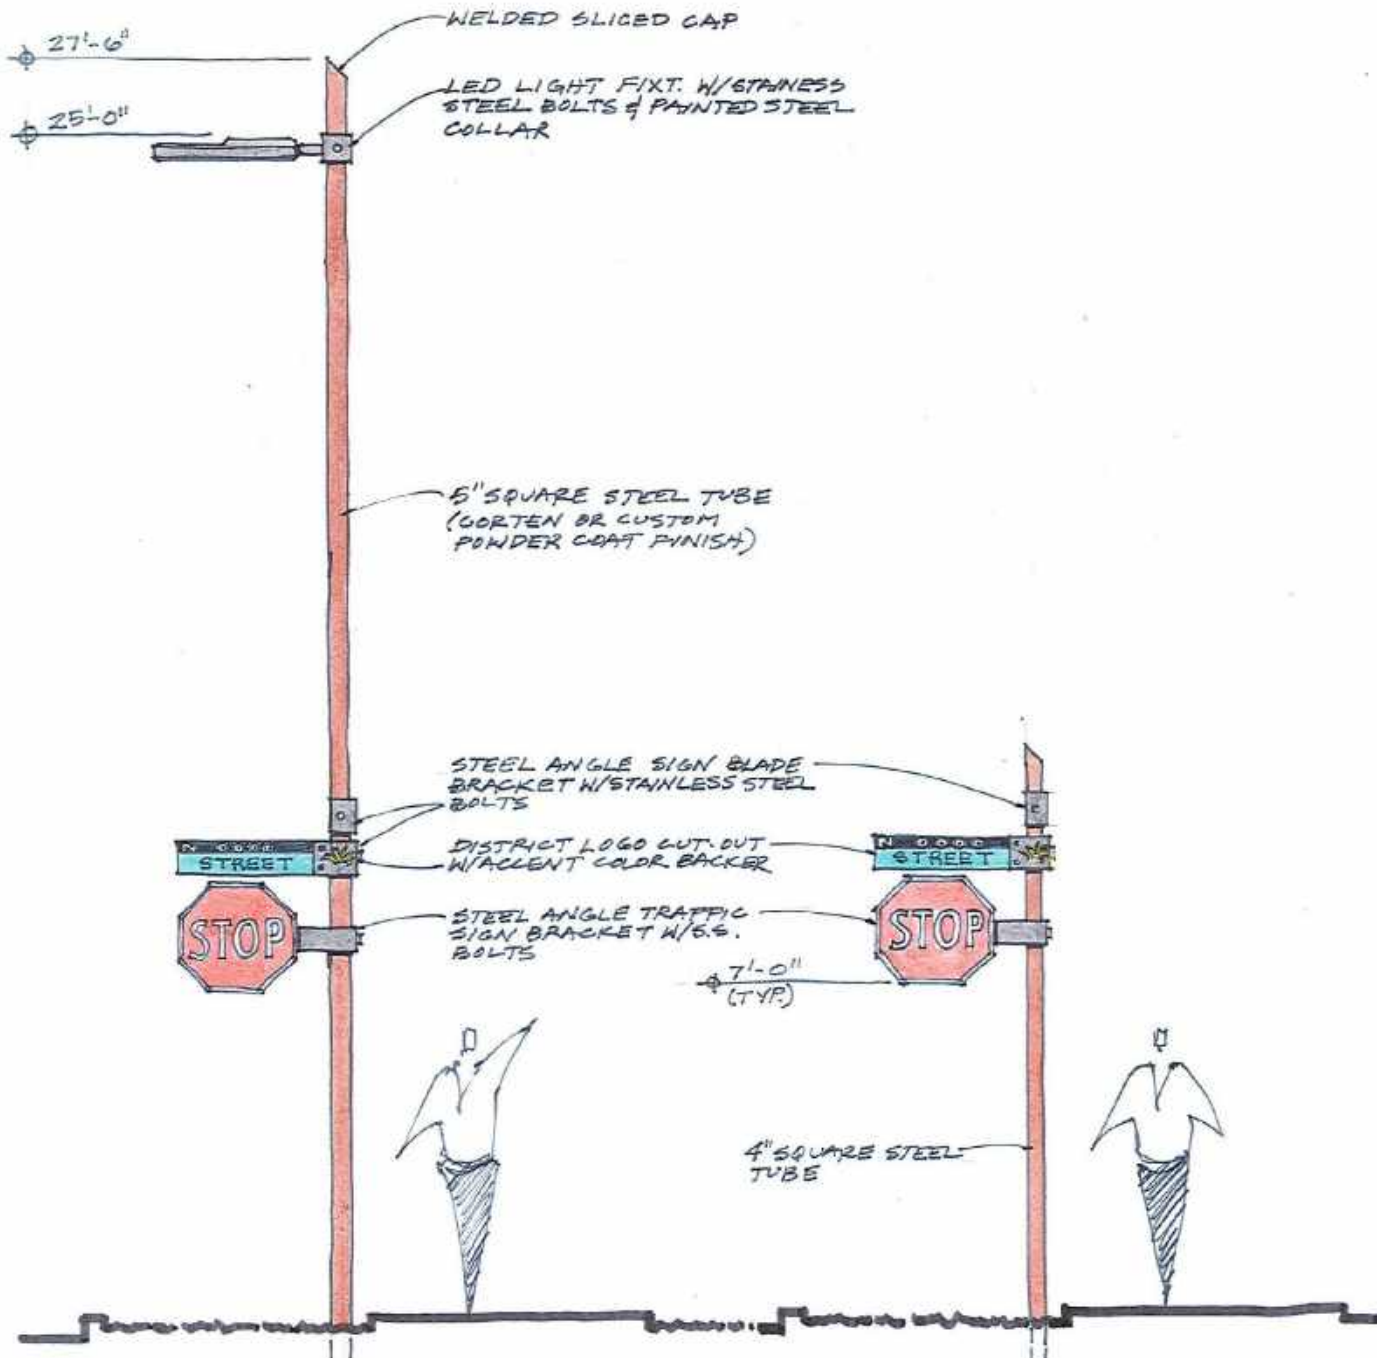 WELDED SLICED CAP
27'-6"
LED LIGHT FIXT. W/STAINESS
STEEL BOLTS & PAINTED STEEL
COLLAR
25'-0"
5" SQUARE STEEL TUBE
(CORTEN OR CUSTOM
POWDER COAT FINISH)
STEEL ANGLE SIGN BLADE
BRACKET W/STAINLESS STEEL
BOLTS
DISTRICT LOGO CUT-OUT
W/ACCENT COLOR BACKER
N 0000
STREET
N 0000
STREET
STEEL ANGLE TRAFFIC
SIGN BRACKET W/S.S.
BOLTS
STOP
STOP
7'-0"
(TYP.)
4" SQUARE STEEL
TUBE